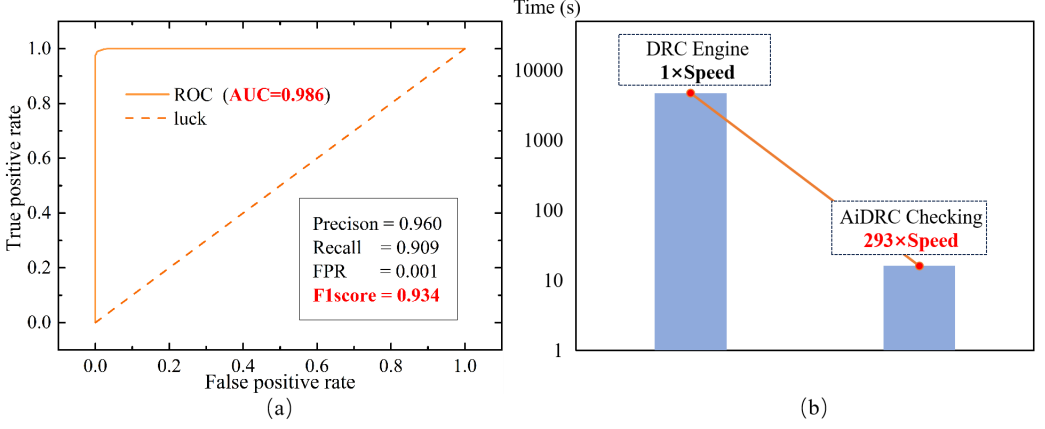 1.0
0.8
0.6
0.4
0.2
0.0
True positive rate
ROC (AUC=0.986)
luck
Precison = 0.960
Recall = 0.909
FPR = 0.001
F1score = 0.934
0.0 0.2 0.4 0.6 0.8 1.0
False positive rate
(a)
Time (s)
10000
1000
100
10
1
DRC Engine
1×Speed
AiDRC Checking
293×Speed
(b)